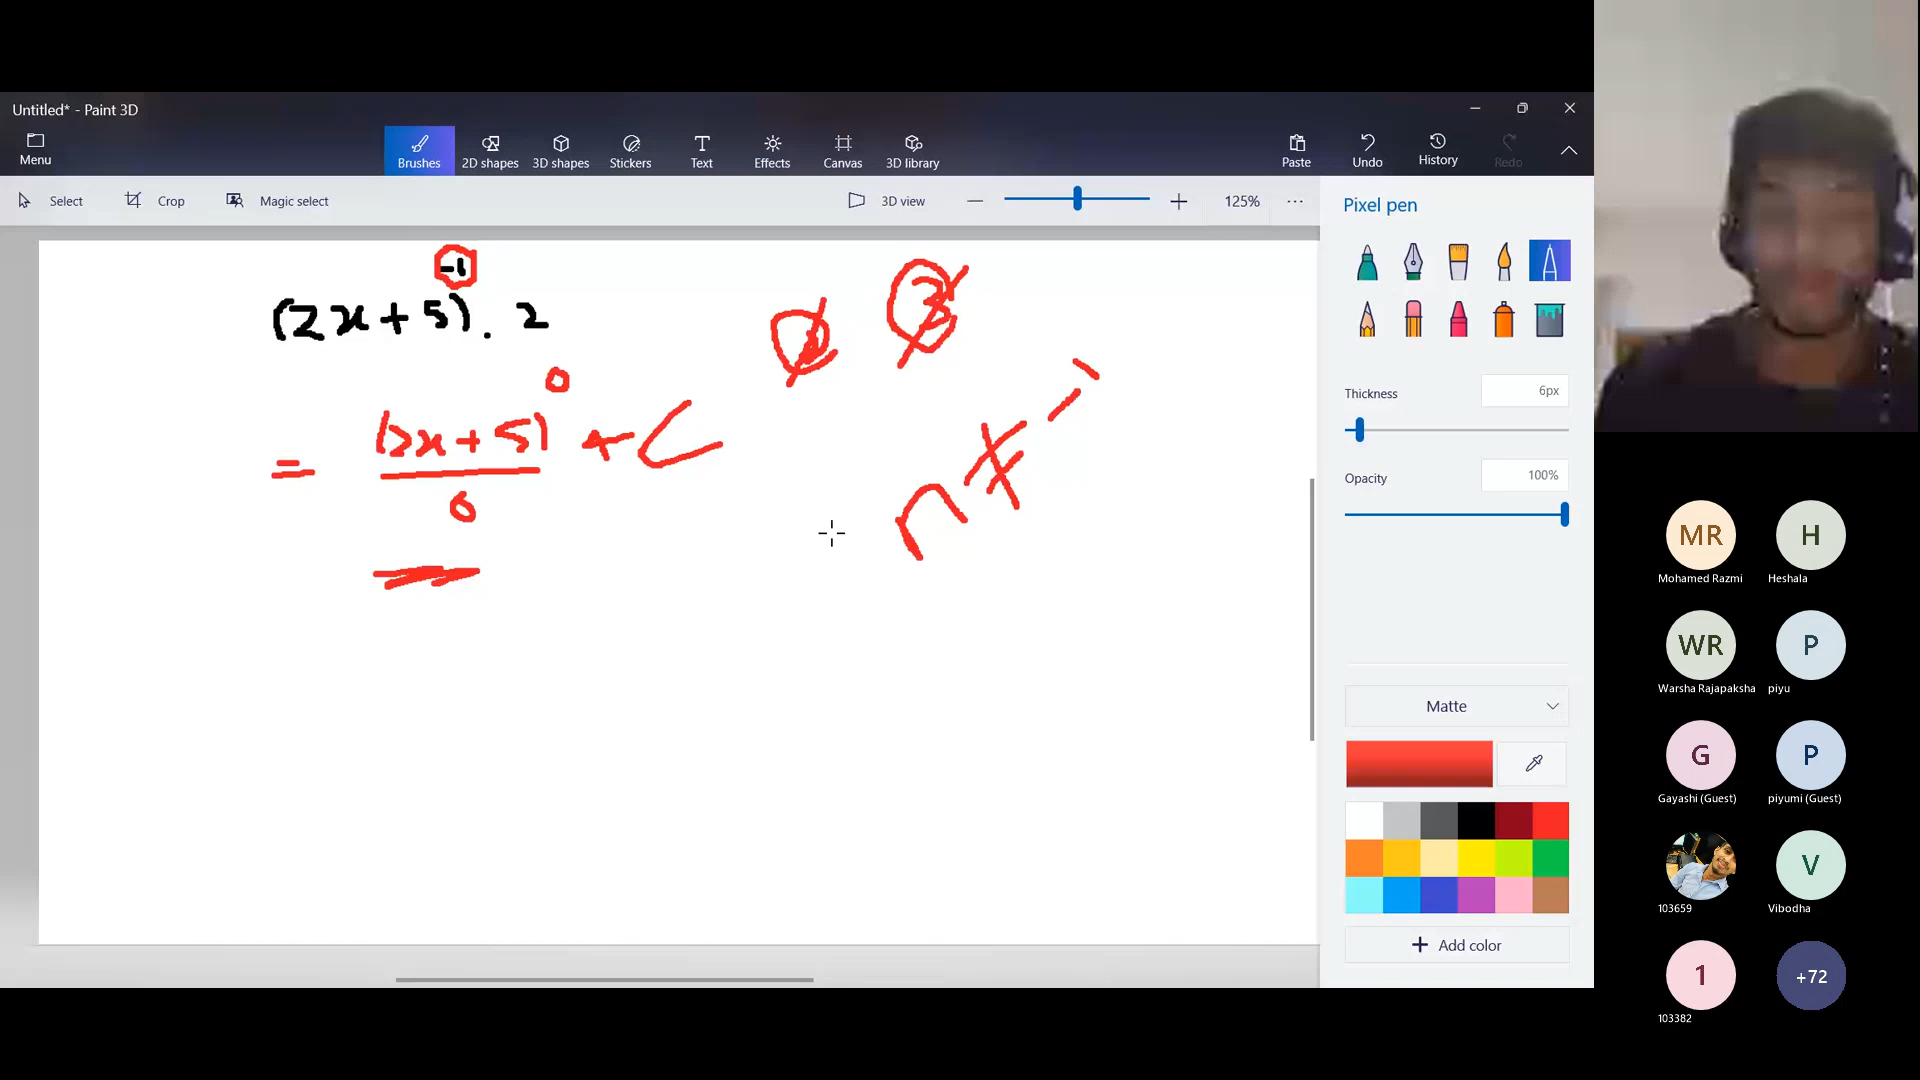 Untitled* - Paint 3D
Menu
Brushes
2D shapes
3D shapes
Stickers
Text
Effects
Canvas
3D library
Paste
Undo
History
Redo
Select
Crop
Magic select
3D view
125%
Pixel pen
Thickness
6px
Opacity
100%
Matte
Add color
-1
(2x+5) . 2
0
= (2x+5) + C
0
n ≠ -1
MR
Mohamed Razmi
H
Heshala
WR
Warsha Rajapaksha
P
piyu
G
Gayashi (Guest)
P
piyumi (Guest)
103659
V
Vibodha
1
103382
+72